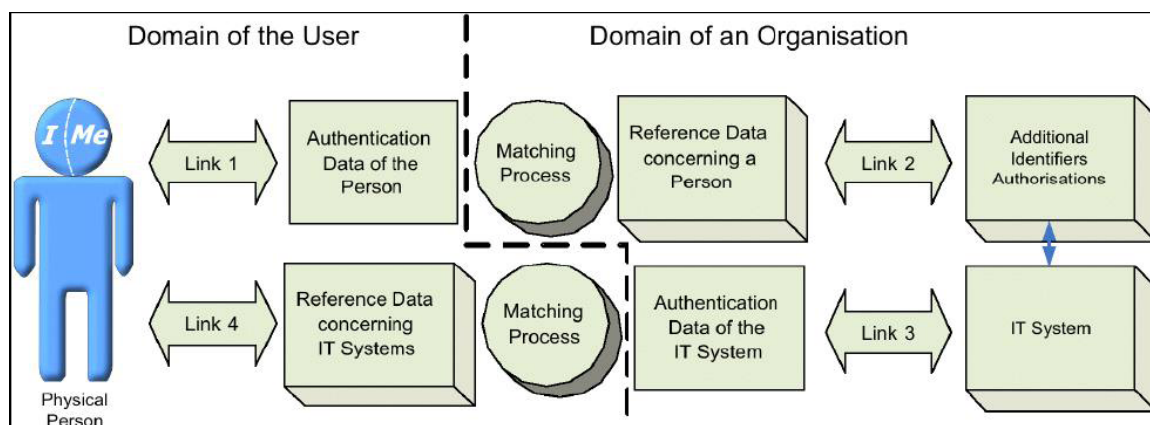 Domain of the User
Domain of an Organisation
I Me
Link 1
Authentication
Data of the
Person
Matching
Process
Reference Data
concerning a
Person
Link 2
Additional
Identifiers
Authorisations
Link 4
Reference Data
concerning
IT Systems
Matching
Process
Authentication
Data of the
IT System
Link 3
IT System
Physical
Person